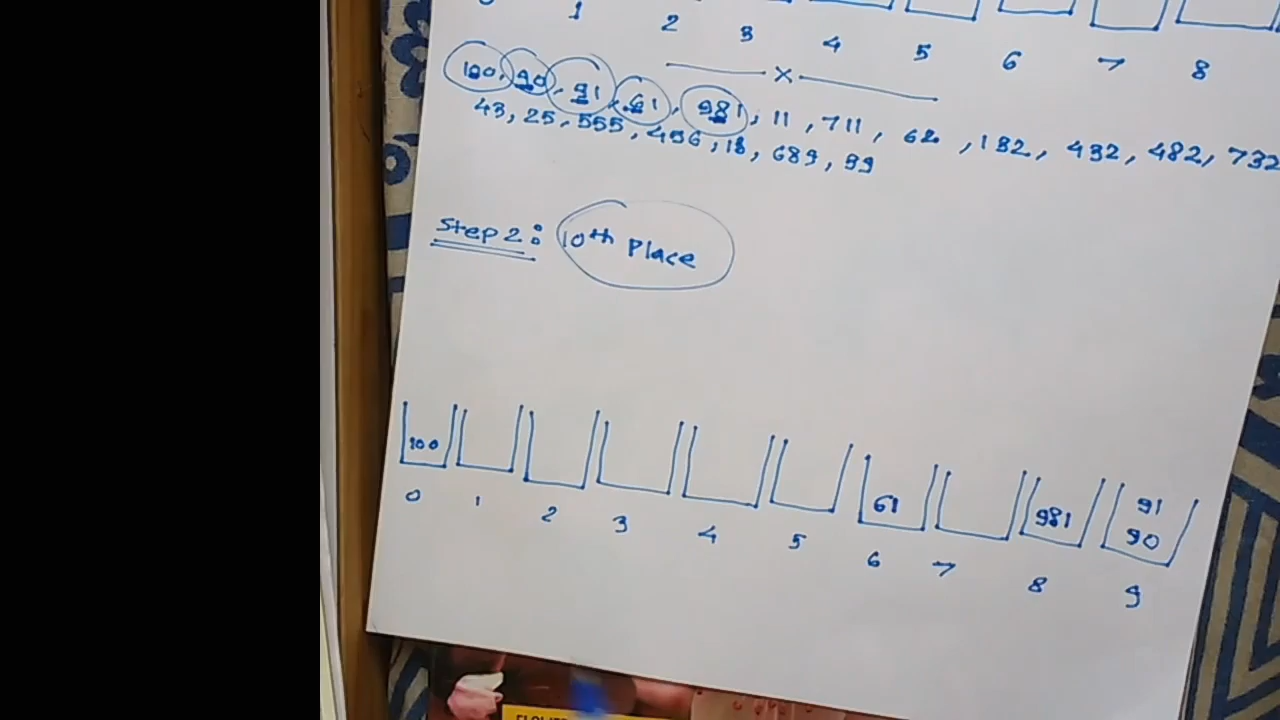 0 1 2 3 4 5 6 7 8
x
100, 90, 91, 61, 981, 11, 711, 62, 132, 432, 482, 732
43, 25, 555, 456, 18, 689, 99
Step 2: 10th Place
100 61 981 91
90
0 1 2 3 4 5 6 7 8 9